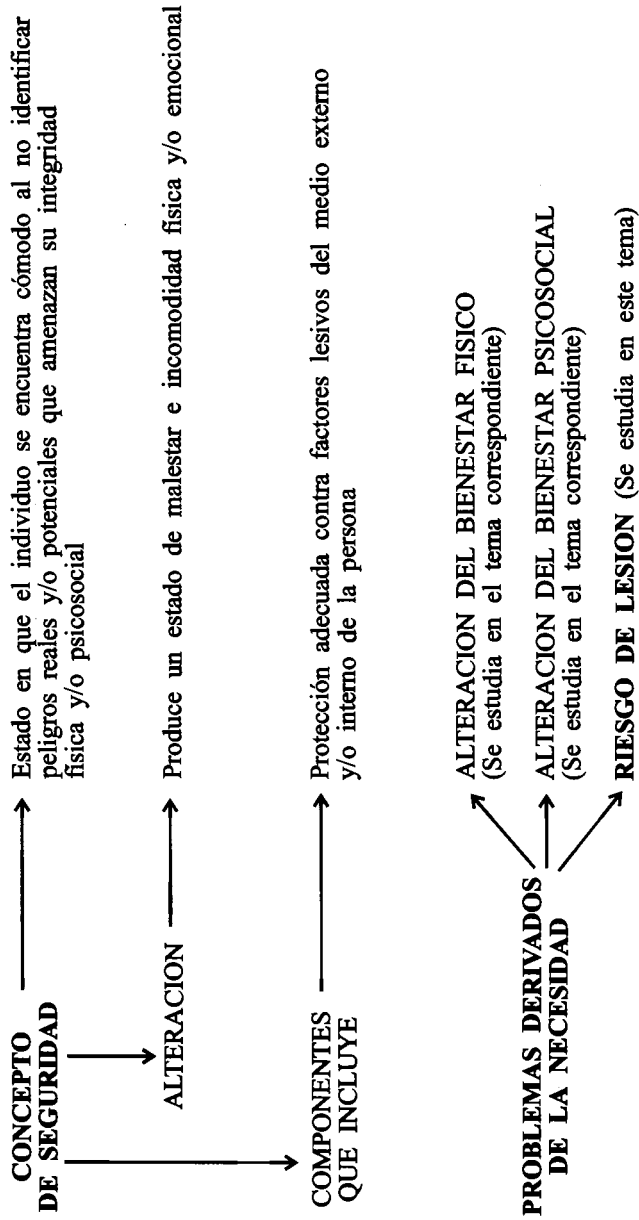 CONCEPTO
DE SEGURIDAD
Estado en que el individuo se encuentra cómodo al no identificar
peligros reales y/o potenciales que amenazan su integridad
física y/o psicosocial
ALTERACION
Produce un estado de malestar e incomodidad física y/o emocional
COMPONENTES
QUE INCLUYE
Protección adecuada contra factores lesivos del medio externo
y/o interno de la persona
PROBLEMAS DERIVADOS
DE LA NECESIDAD
ALTERACION DEL BIENESTAR FISICO
(Se estudia en el tema correspondiente)
ALTERACION DEL BIENESTAR PSICOSOCIAL
(Se estudia en el tema correspondiente)
RIESGO DE LESION (Se estudia en este tema)